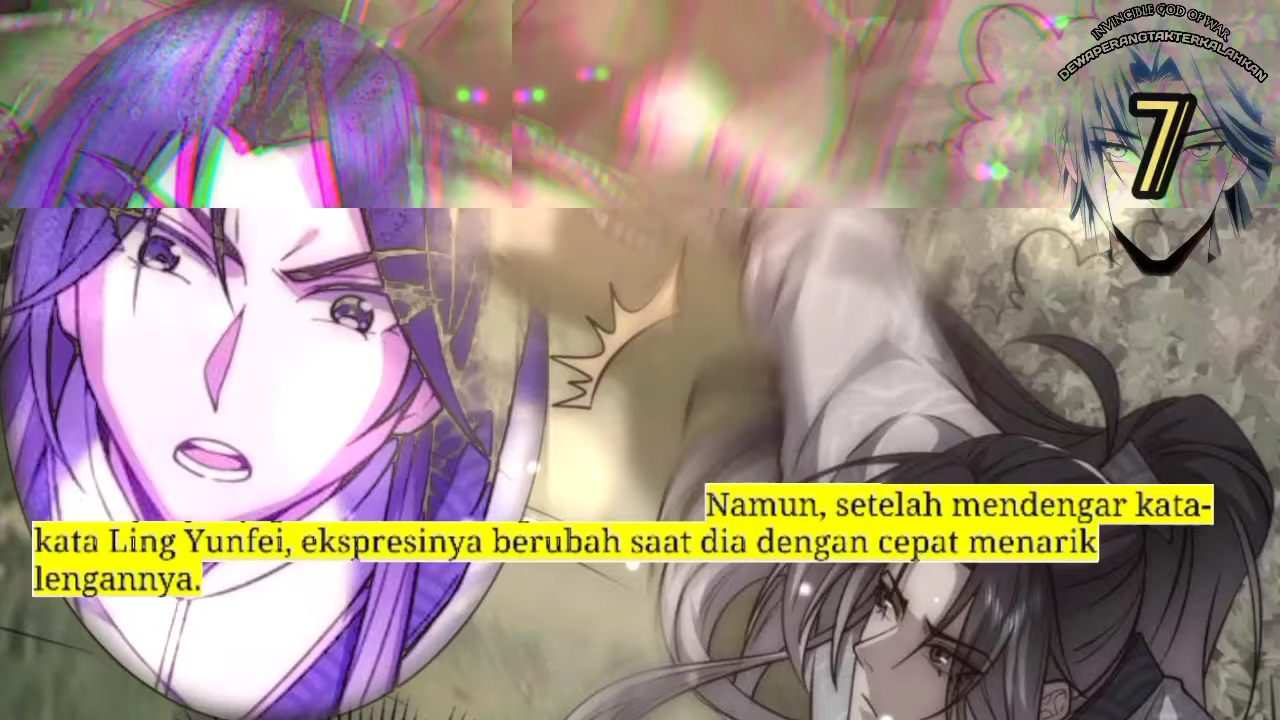 INVINCIBLE GOD OF WAR
DEWAPERANGTAKTERKALAHKAN
7
Namun, setelah mendengar kata-
kata Ling Yunfei, ekspresinya berubah saat dia dengan cepat menarik
lengannya.